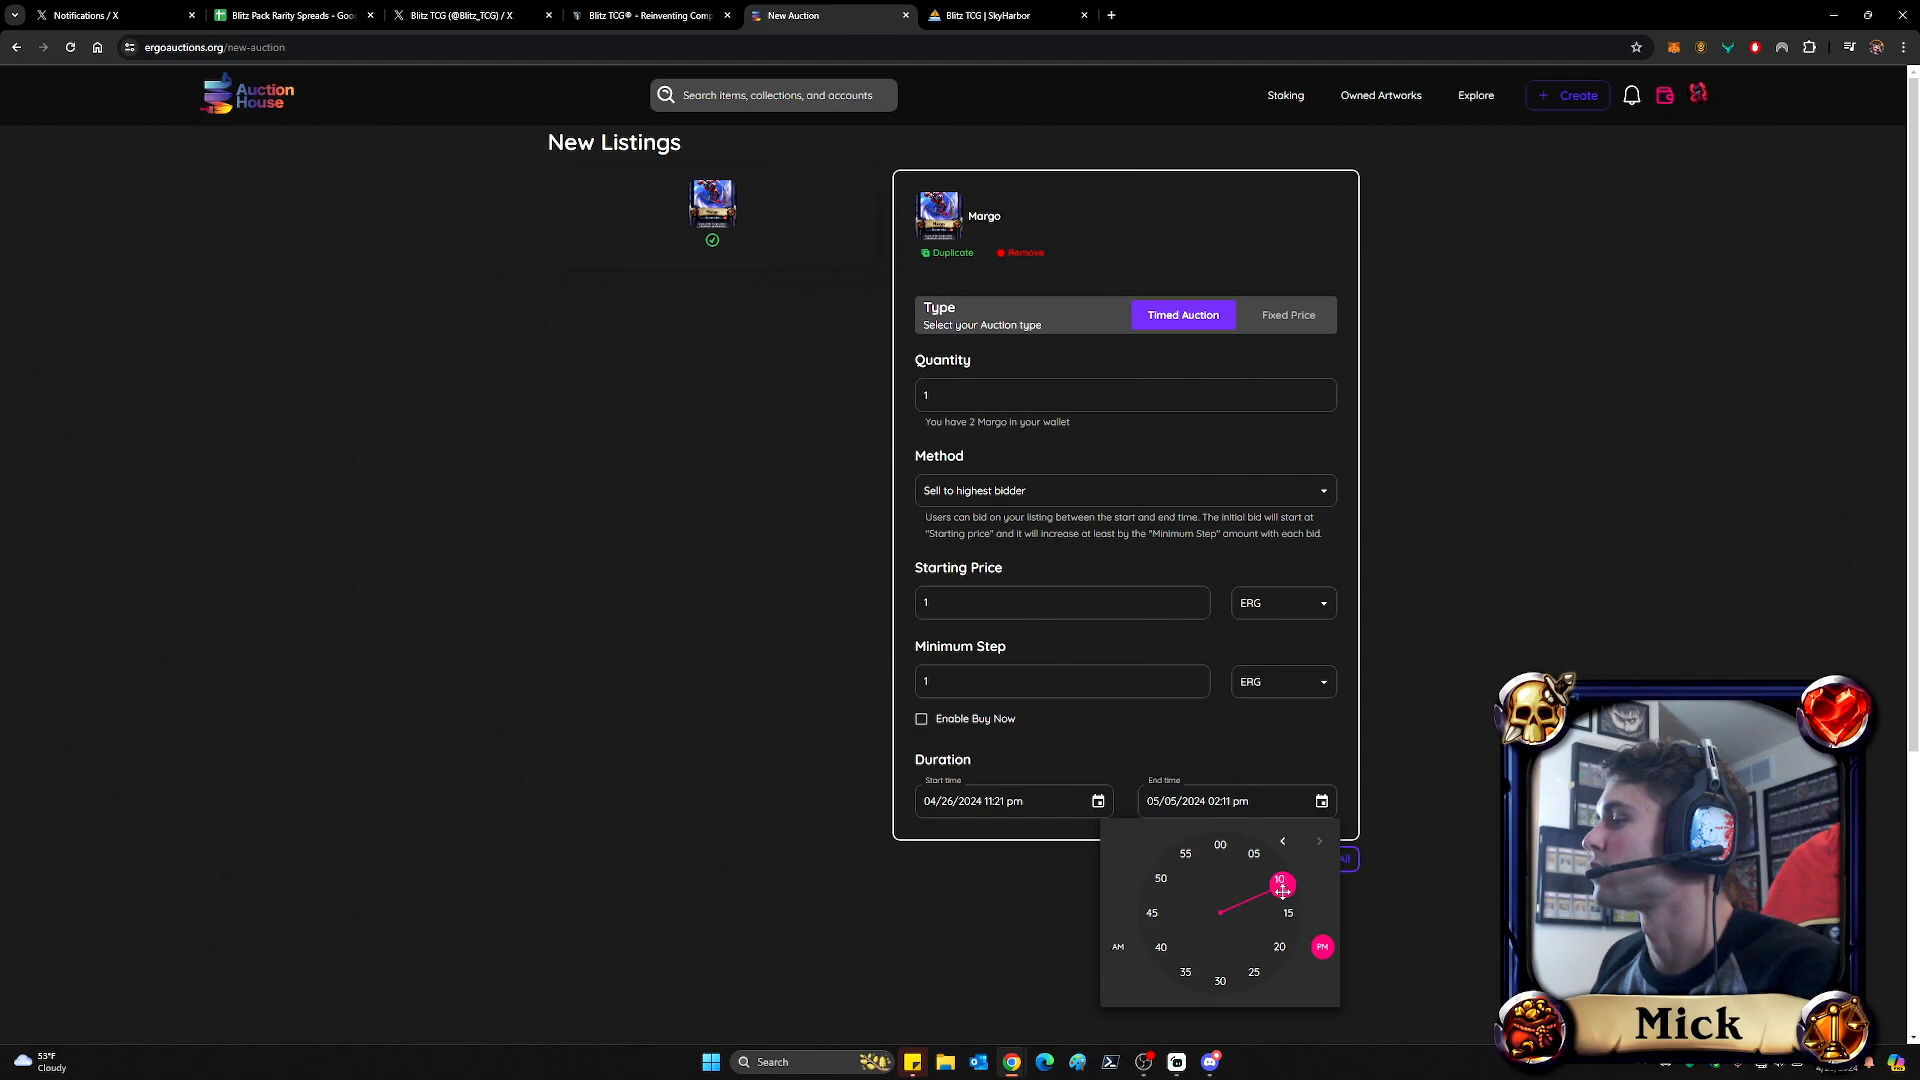 Notifications / X
Blitz Pack Rarity Spreads - Goo
Blitz TCG (@Blitz_TCG) / X
Blitz TCG® - Reinventing Comp
New Auction
Blitz TCG | SkyHarbor
ergoauctions.org/new-auction
Auction
House
Search items, collections, and accounts
Staking
Owned Artworks
Explore
+ Create
New Listings
Margo
Duplicate
Remove
Type
Select your Auction type
Timed Auction
Fixed Price
Quantity
1
You have 2 Margo in your wallet
Method
Sell to highest bidder
Users can bid on your listing between the start and end time. The initial bid will start at
"Starting price" and it will increase at least by the "Minimum Step" amount with each bid.
Starting Price
1
ERG
Minimum Step
1
ERG
Enable Buy Now
Duration
Start time
04/26/2024 11:21 pm
End time
05/05/2024 02:11 pm
All
00
05
10
15
20
25
30
35
40
45
50
55
AM
PM
Mick
53°F
Cloudy
Search